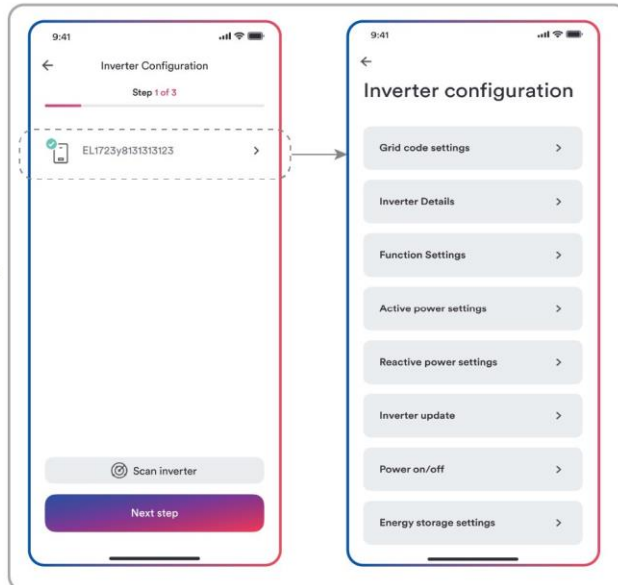 9:41
Inverter Configuration
Step 1 of 3
EL1723y8131313123
Scan inverter
Next step
9:41
Inverter configuration
Grid code settings
Inverter Details
Function Settings
Active power settings
Reactive power settings
Inverter update
Power on/off
Energy storage settings